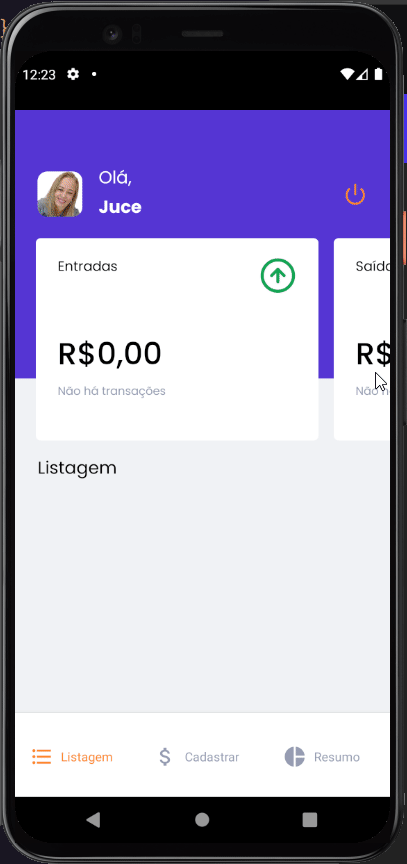 12:23
Olá,
Juce
Entradas
Saída
R$0,00
R$
Não há transações
Não
Listagem
Listagem
Cadastrar
Resumo